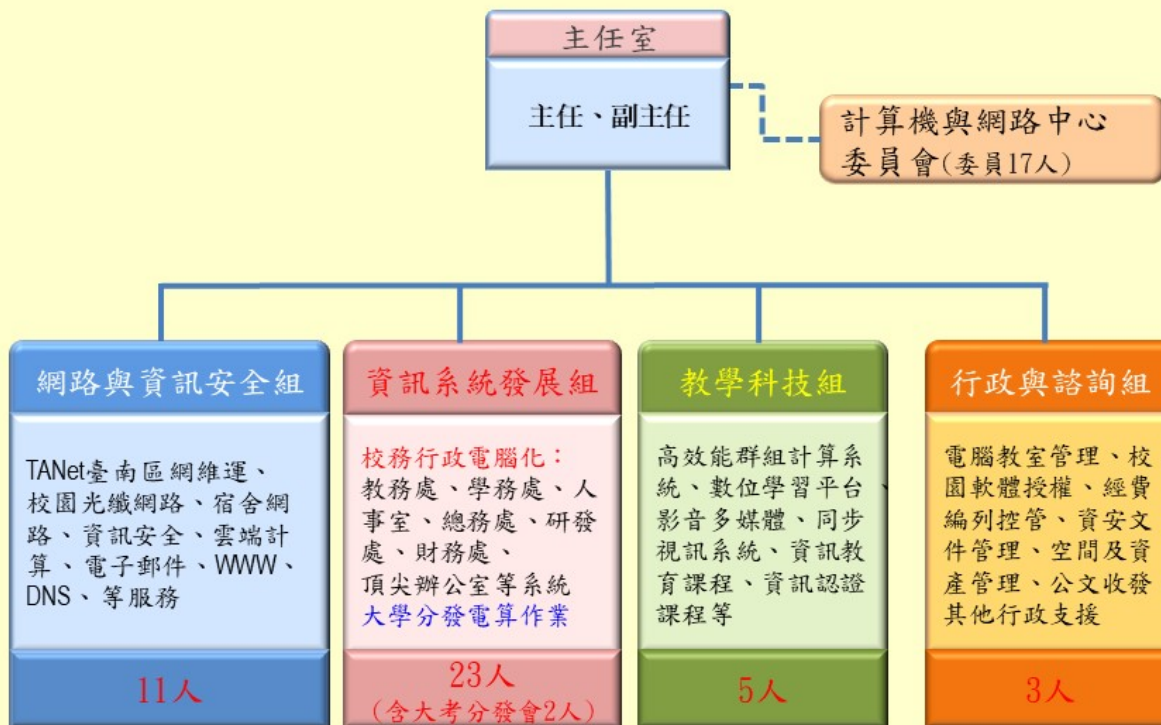 主任室
主任、副主任
計算機與網路中心
委員會(委員17人)
網路與資訊安全組
TANet臺南區網維運、
校園光纖網路、宿舍網
路、資訊安全、雲端計
算、電子郵件、WWW、
DNS、等服務
11人
資訊系統發展組
校務行政電腦化：
教務處、學務處、人
事室、總務處、研發
處、財務處、
頂尖辦公室等系統
大學分發電算作業
23人
(含大考分發會2人)
教學科技組
高效能群組計算系
統、數位學習平台、
影音多媒體、同步
視訊系統、資訊教
育課程、資訊認證
課程等
5人
行政與諮詢組
電腦教室管理、校
園軟體授權、經費
編列控管、資安文
件管理、空間及資
產管理、公文收發
其他行政支援
3人